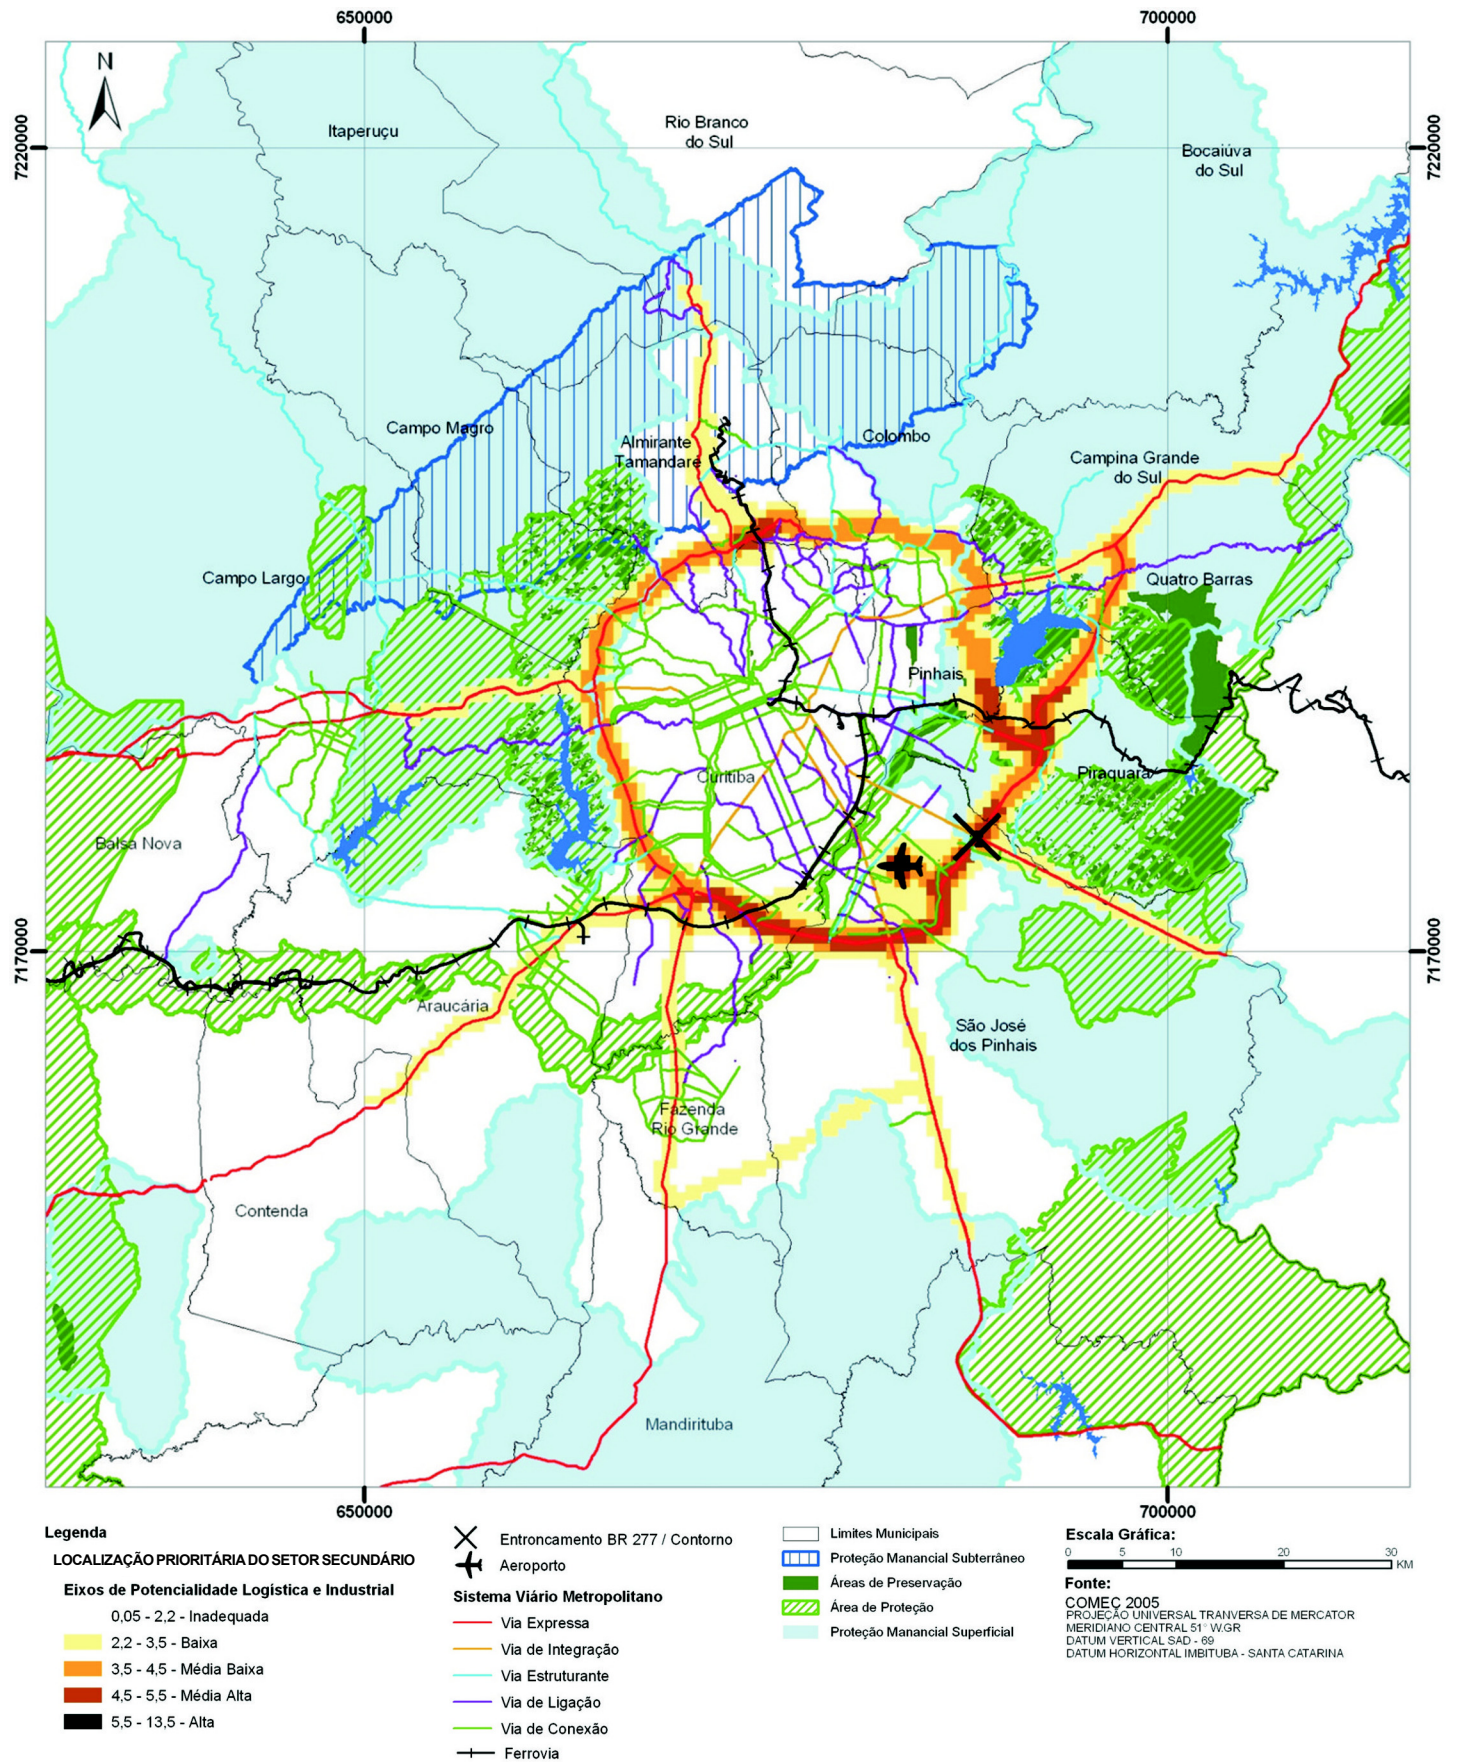 650000
700000
N
Itaperuçu
Rio Branco
do Sul
Bocaiúva
do Sul
7220000
7220000
Campo Magro
Almirante
Tamandaré
Colombo
Campina Grande
do Sul
Campo Largo
Quatro Barras
Pinhais
Curitiba
Piraquara
Balsa Nova
7170000
7170000
Araucária
São José
dos Pinhais
Fazenda
Rio Grande
Contenda
Mandirituba
650000
700000
Legenda
LOCALIZAÇÃO PRIORITÁRIA DO SETOR SECUNDÁRIO
Eixos de Potencialidade Logística e Industrial
0,05 - 2,2 - Inadequada
2,2 - 3,5 - Baixa
3,5 - 4,5 - Média Baixa
4,5 - 5,5 - Média Alta
5,5 - 13,5 - Alta
Entroncamento BR 277 / Contorno
Aeroporto
Sistema Viário Metropolitano
Via Expressa
Via de Integração
Via Estruturante
Via de Ligação
Via de Conexão
Ferrovia
Limites Municipais
Proteção Manancial Subterrâneo
Áreas de Preservação
Área de Proteção
Proteção Manancial Superficial
Escala Gráfica:
0 5 10 20 30 KM
Fonte:
COMEC 2005
PROJEÇÃO UNIVERSAL TRANVERSA DE MERCATOR
MERIDIANO CENTRAL 51° W.GR
DATUM VERTICAL SAD - 69
DATUM HORIZONTAL IMBITUBA - SANTA CATARINA